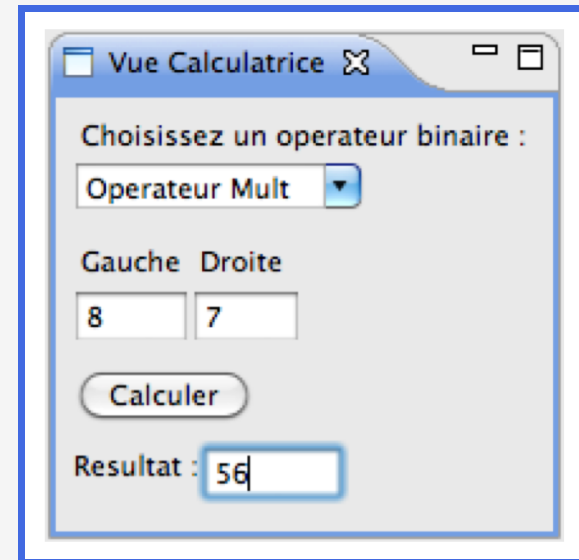 Vue Calculatrice
Choisissez un operateur binaire :
Operateur Mult
Gauche Droite
8 7
Calculer
Resultat : 56